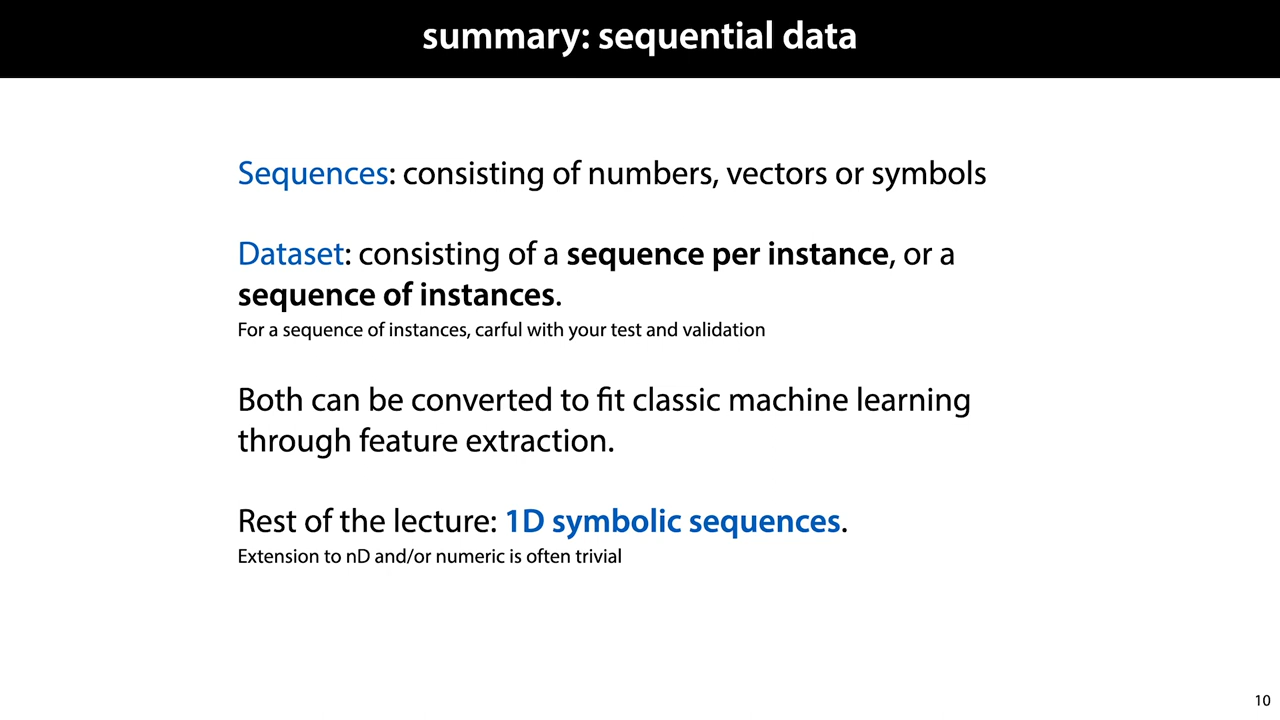 summary: sequential data
Sequences: consisting of numbers, vectors or symbols
Dataset: consisting of a sequence per instance, or a
sequence of instances.
For a sequence of instances, carful with your test and validation
Both can be converted to fit classic machine learning
through feature extraction.
Rest of the lecture: 1D symbolic sequences.
Extension to nD and/or numeric is often trivial
10